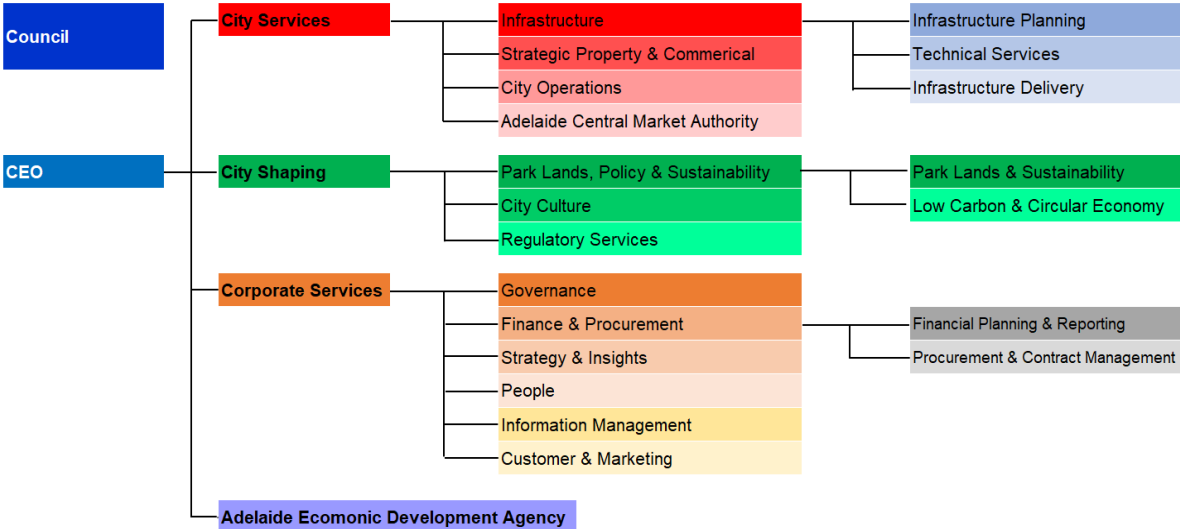 Council
City Services
Infrastructure
Infrastructure Planning
Strategic Property & Commerical
Technical Services
City Operations
Infrastructure Delivery
Adelaide Central Market Authority
CEO
City Shaping
Park Lands, Policy & Sustainability
Park Lands & Sustainability
City Culture
Low Carbon & Circular Economy
Regulatory Services
Corporate Services
Governance
Finance & Procurement
Financial Planning & Reporting
Strategy & Insights
Procurement & Contract Management
People
Information Management
Customer & Marketing
Adelaide Ecomonic Development Agency